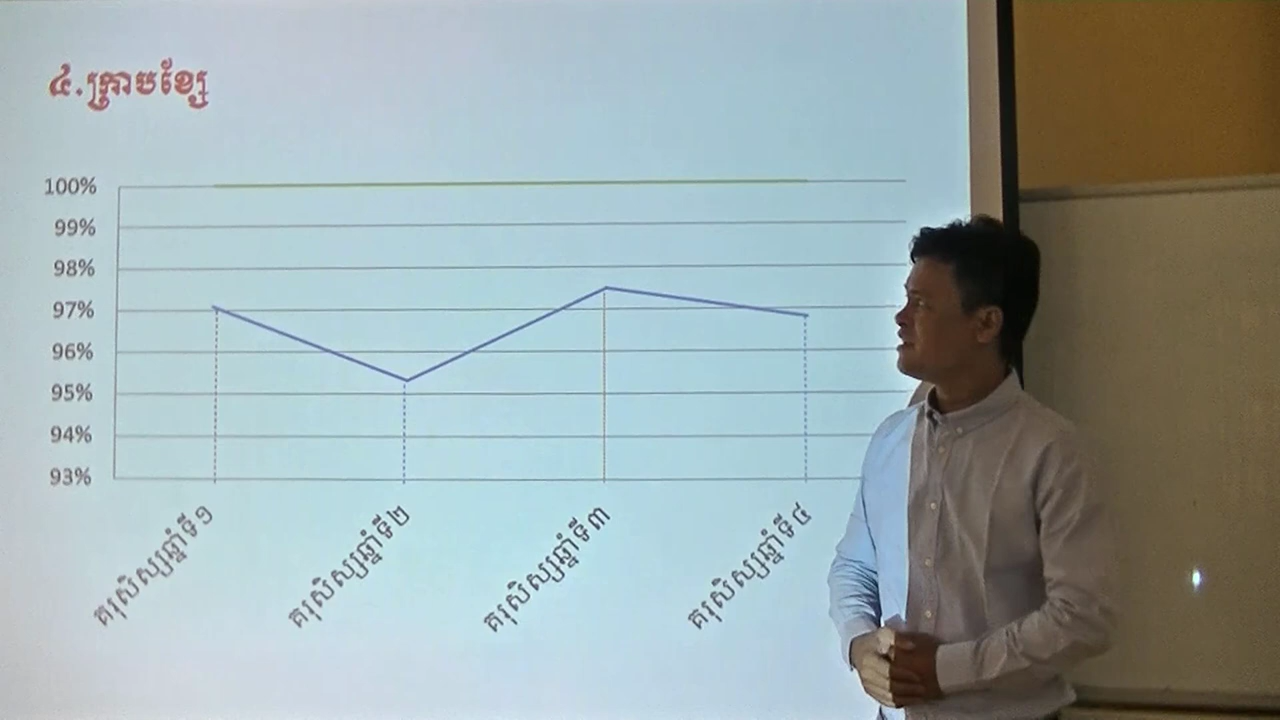 ៤.ក្រាបខ្សែ
100%
99%
98%
97%
96%
95%
94%
93%
គរុសិស្សឆ្នាំទី១
គរុសិស្សឆ្នាំទី២
គរុសិស្សឆ្នាំទី៣
គរុសិស្សឆ្នាំទី៤